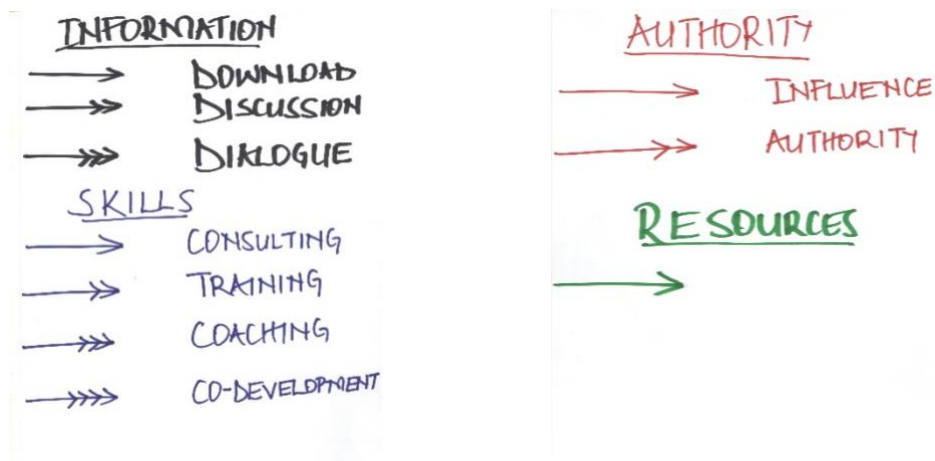 INFORMATION
DOWNLOAD
DISCUSSION
DIALOGUE
SKILLS
CONSULTING
TRAINING
COACHING
CO-DEVELOPMENT
AUTHORITY
INFLUENCE
AUTHORITY
RESOURCES